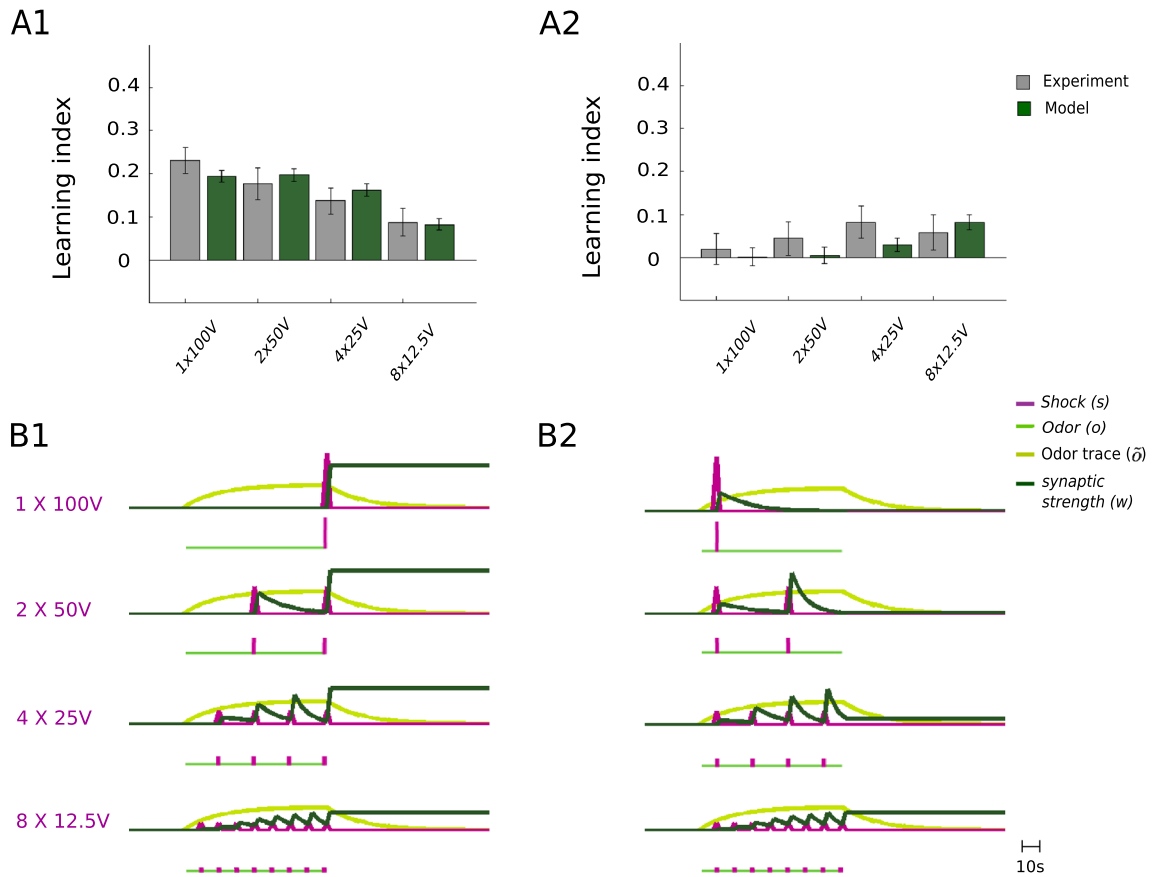 A1
Learning index
0.4
0.3
0.2
0.1
0
1x100V
2x50V
4x25V
8x12.5V
A2
Learning index
0.4
0.3
0.2
0.1
0
1x100V
2x50V
4x25V
8x12.5V
Experiment
Model
Shock (s)
Odor (o)
Odor trace (õ)
synaptic
strength (w)
B1
B2
1 X 100V
2 X 50V
4 X 25V
8 X 12.5V
10s